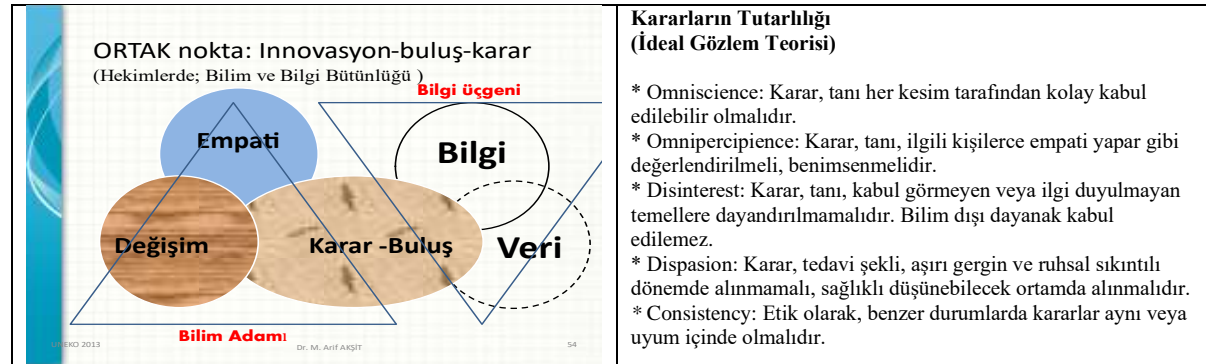 ORTAK nokta: Innovasyon-buluş-karar
(Hekimlerde; Bilim ve Bilgi Bütünlüğü )
Bilgi üçgeni
Empati
Bilgi
Değişim
Karar -Buluş
Veri
Bilim Adamı
2013
Dr. M. Arif AKŞİT
54
Kararların Tutarlılığı
(İdeal Gözlem Teorisi)
* Omniscience: Karar, tanı her kesim tarafından kolay kabul
edilebilir olmalıdır.
* Omnipercipience: Karar, tanı, ilgili kişilerce empati yapar gibi
değerlendirilmeli, benimsenmelidir.
* Disinterest: Karar, tanı, kabul görmeyen veya ilgi duyulmayan
temellere dayandırılmamalıdır. Bilim dışı dayanak kabul
edilemez.
* Dispasion: Karar, tedavi şekli, aşırı gergin ve ruhsal sıkıntılı
dönemde alınmamalı, sağlıklı düşünebilecek ortamda alınmalıdır.
* Consistency: Etik olarak, benzer durumlarda kararlar aynı veya
uyum içinde olmalıdır.